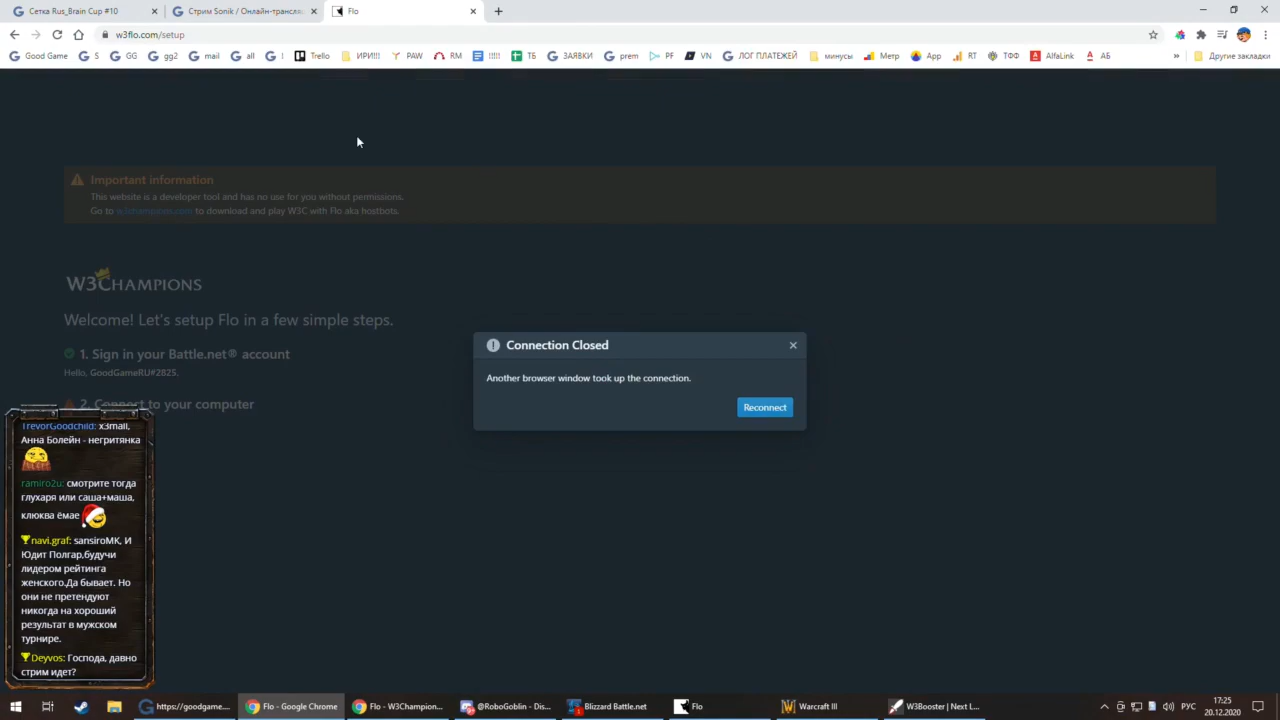 Сетка Rus_Brain Cup #10
Стрим Sonik / Онлайн-трансля
Flo
w3flo.com/setup
Good Game
S
GG
gg2
mail
all
I
Trello
ИРИ!!!
PAW
RM
!!!!
ТБ
ЗАЯВКИ
prem
PF
VN
ЛОГ ПЛАТЕЖЕЙ
минусы
Метр
App
RT
ТФФ
AlfaLink
АБ
»
Другие закладки
Important information
This website is a developer tool and has no use for you without permissions.
Go to w3champions.com to download and play W3C with Flo aka hostbots.
W3CHAMPIONS
Welcome! Let's setup Flo in a few simple steps.
1. Sign in your Battle.net® account
Hello, GoodGameRU#2825.
2. Connect to your computer
Connection Closed
Another browser window took up the connection.
Reconnect
TrevorGoodchild: x3mall,
Анна Болейн - негритянка
ramiro2u: смотрите тогда
глухаря или саша+маша,
клюква ёмае
navi.graf: sansiroMK, И
Юдит Полгар,будучи
лидером рейтинга
женского.Да бывает. Но
они не претендуют
никогда на хороший
результат в мужском
турнире.
Deyvos: Господа, давно
стрим идет?
https://goodgame....
Flo - Google Chrome
Flo - W3Champion...
@RoboGoblin - Dis...
Blizzard Battle.net
Flo
Warcraft III
W3Booster | Next L...
РУС
17:25
20.12.2020